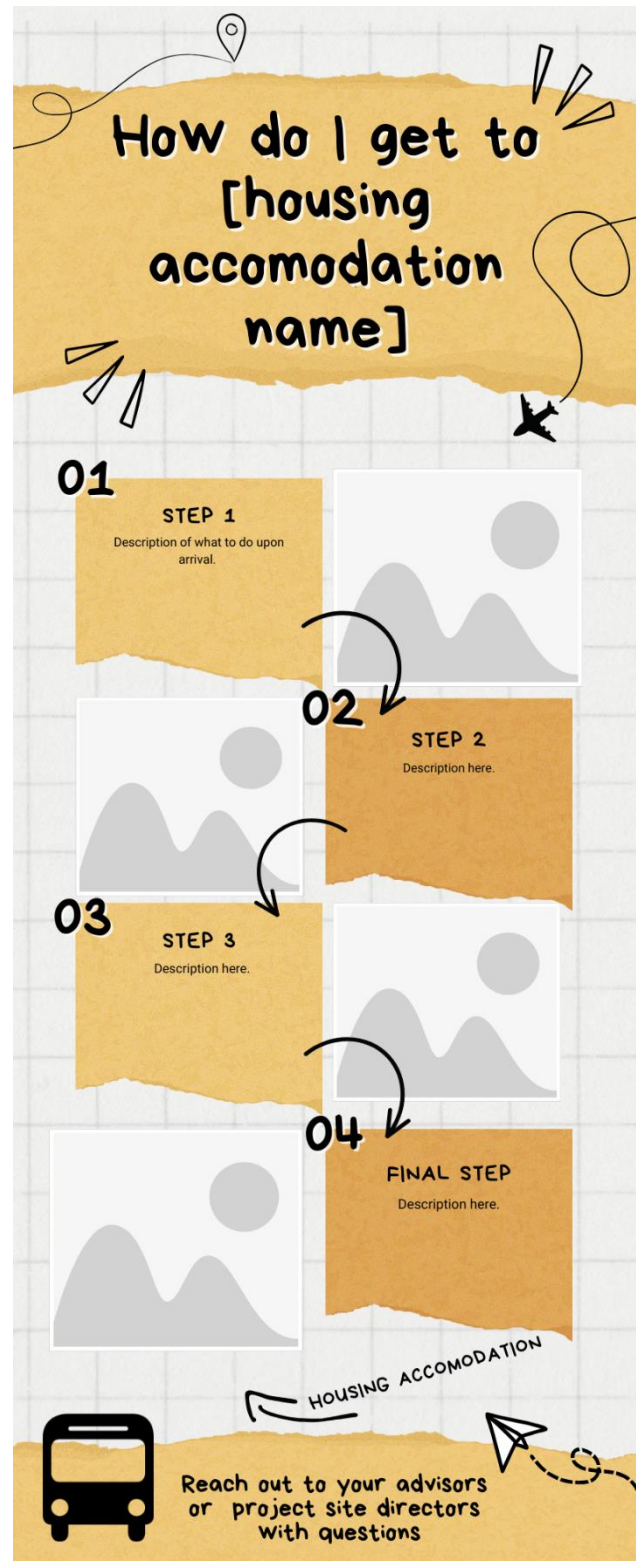 How do I get to
[housing
accomodation
name]
01
STEP 1
Description of what to do upon
arrival.
02
STEP 2
Description here.
03
STEP 3
Description here.
04
FINAL STEP
Description here.
HOUSING ACCOMODATION
Reach out to your advisors
or project site directors
with questions